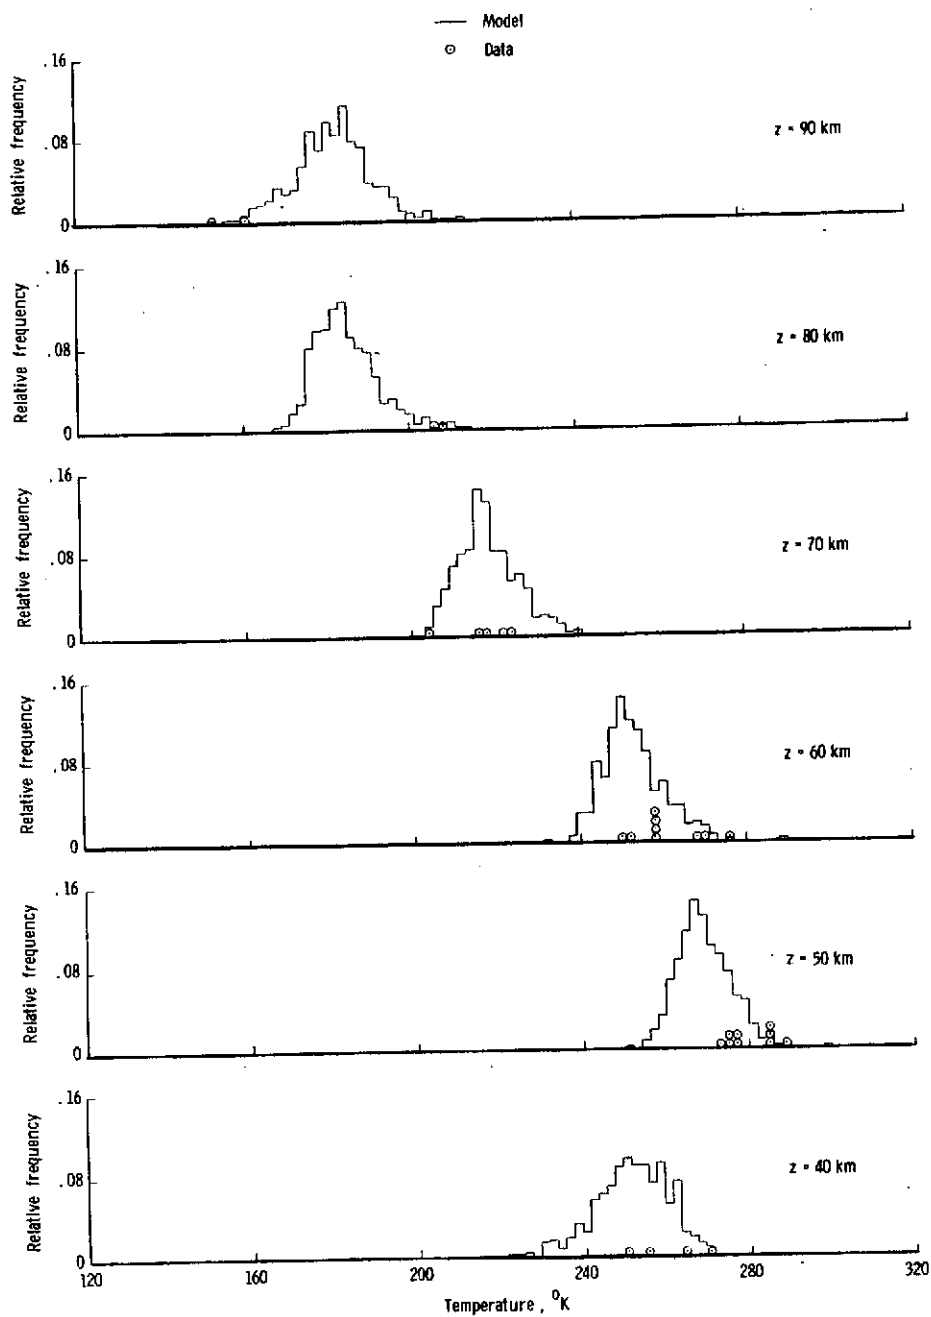 Model
Data
.16
.08
0
Relative frequency
z = 90 km
.16
.08
0
Relative frequency
z = 80 km
.16
.08
0
Relative frequency
z = 70 km
.16
.08
0
Relative frequency
z = 60 km
.16
.08
0
Relative frequency
z = 50 km
.16
.08
0
Relative frequency
z = 40 km
120 160 200 240 280 320
Temperature, °K